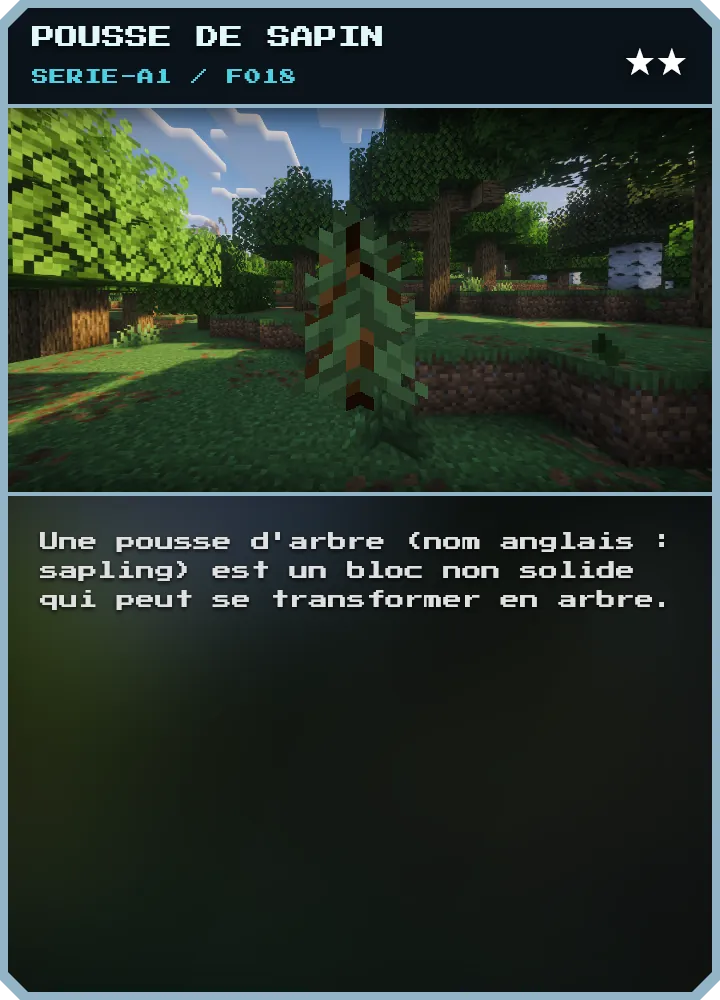 POUSSE DE SAPIN
SERIE-A1 / F018
★★
Une pousse d'arbre (nom anglais :
sapling) est un bloc non solide
qui peut se transformer en arbre.